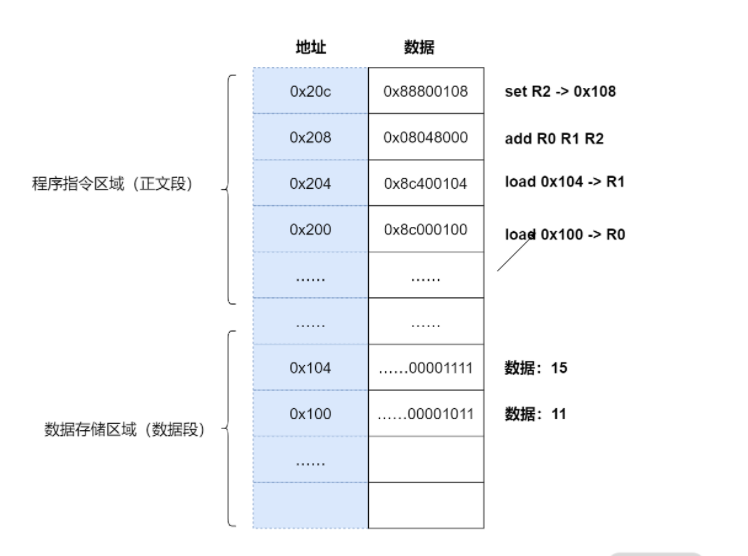 地址 数据
0x20c 0x88800108 set R2 -> 0x108
0x208 0x08048000 add R0 R1 R2
程序指令区域（正文段） 0x204 0x8c400104 load 0x104 -> R1
0x200 0x8c000100 load 0x100 -> R0
…… ……
…… ……
0x104 ……00001111 数据：15
0x100 ……00001011 数据：11
数据存储区域（数据段）
……